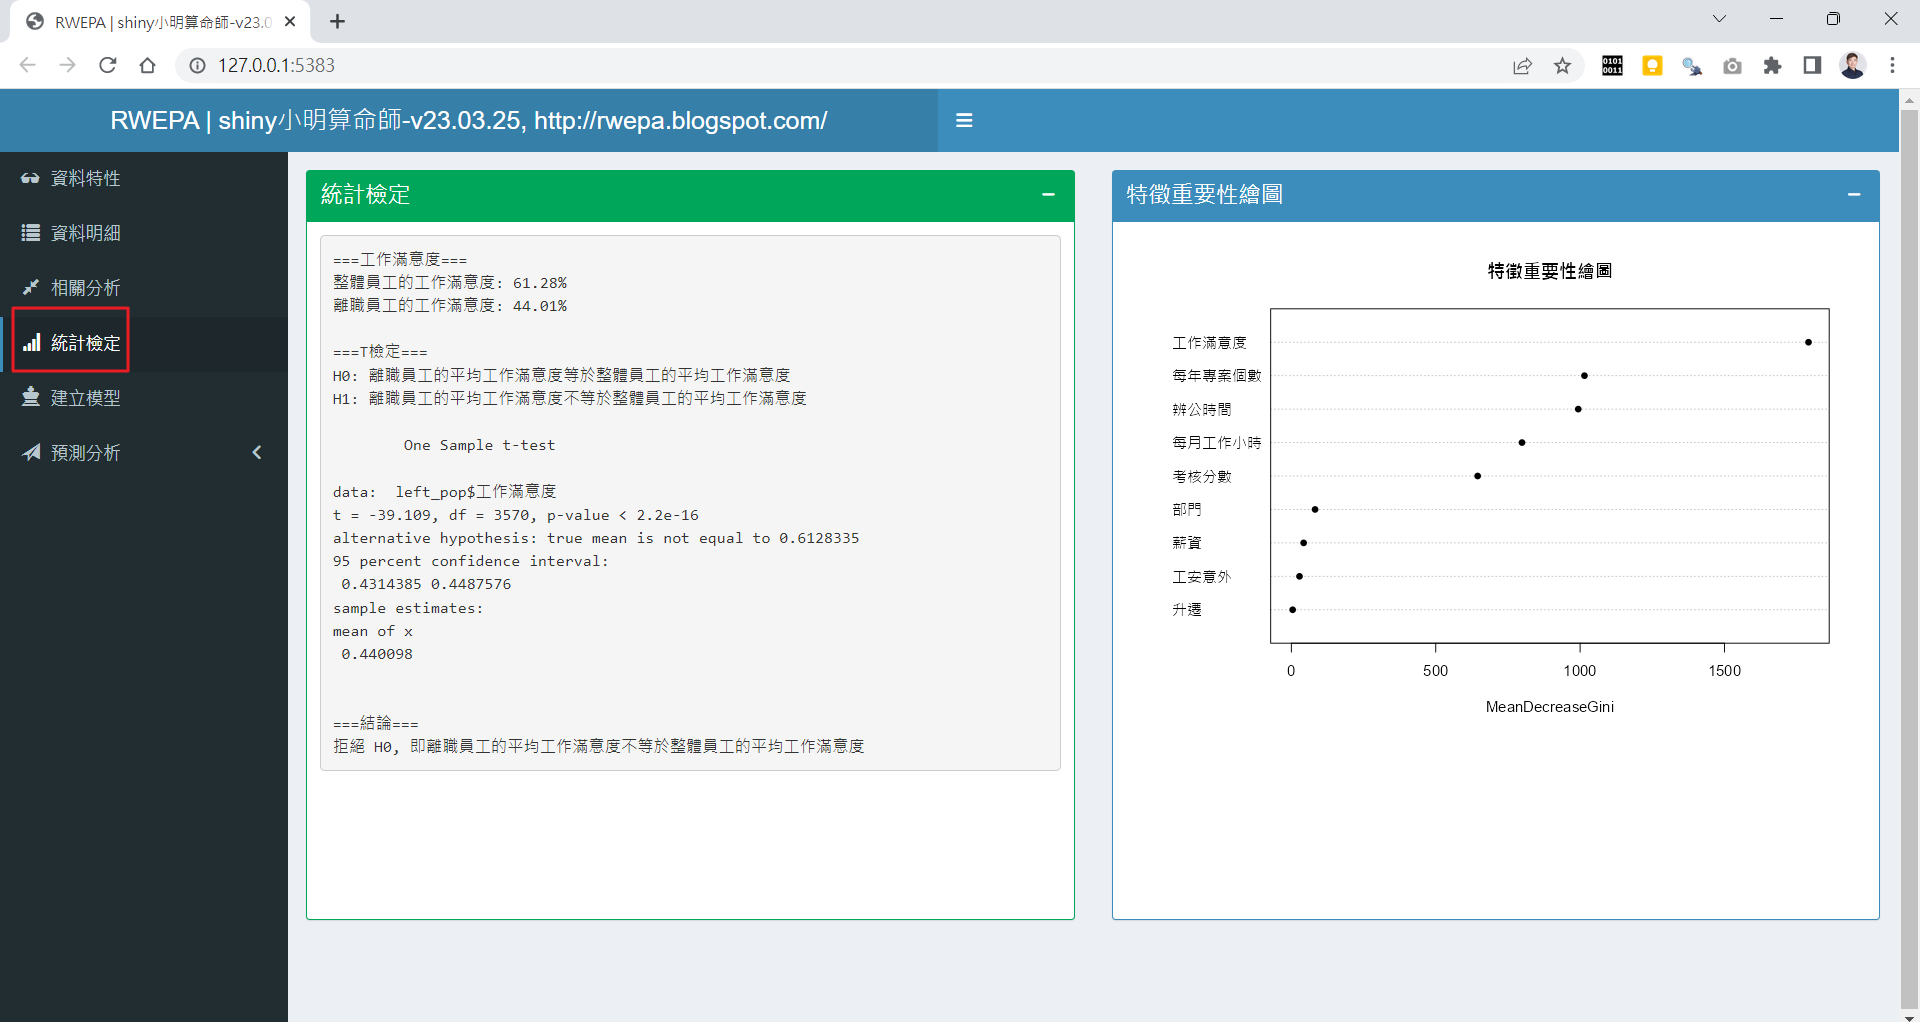 RWEPA | shiny小明算命師-v23.0
127.0.0.1:5383
0101
0011
RWEPA | shiny小明算命師-v23.03.25, http://rwepa.blogspot.com/
資料特性
資料明細
相關分析
統計檢定
建立模型
預測分析
統計檢定
===工作滿意度===
整體員工的工作滿意度: 61.28%
離職員工的工作滿意度: 44.01%
===T檢定===
H0: 離職員工的平均工作滿意度等於整體員工的平均工作滿意度
H1: 離職員工的平均工作滿意度不等於整體員工的平均工作滿意度
One Sample t-test
data:  left_pop$工作滿意度
t = -39.109, df = 3570, p-value < 2.2e-16
alternative hypothesis: true mean is not equal to 0.6128335
95 percent confidence interval:
0.4314385 0.4487576
sample estimates:
mean of x
0.440098
===結論===
拒絕 H0, 即離職員工的平均工作滿意度不等於整體員工的平均工作滿意度
特徵重要性繪圖
特徵重要性繪圖
工作滿意度
每年專案個數
辨公時間
每月工作小時
考核分數
部門
薪資
工安意外
升遷
0 500 1000 1500
MeanDecreaseGini